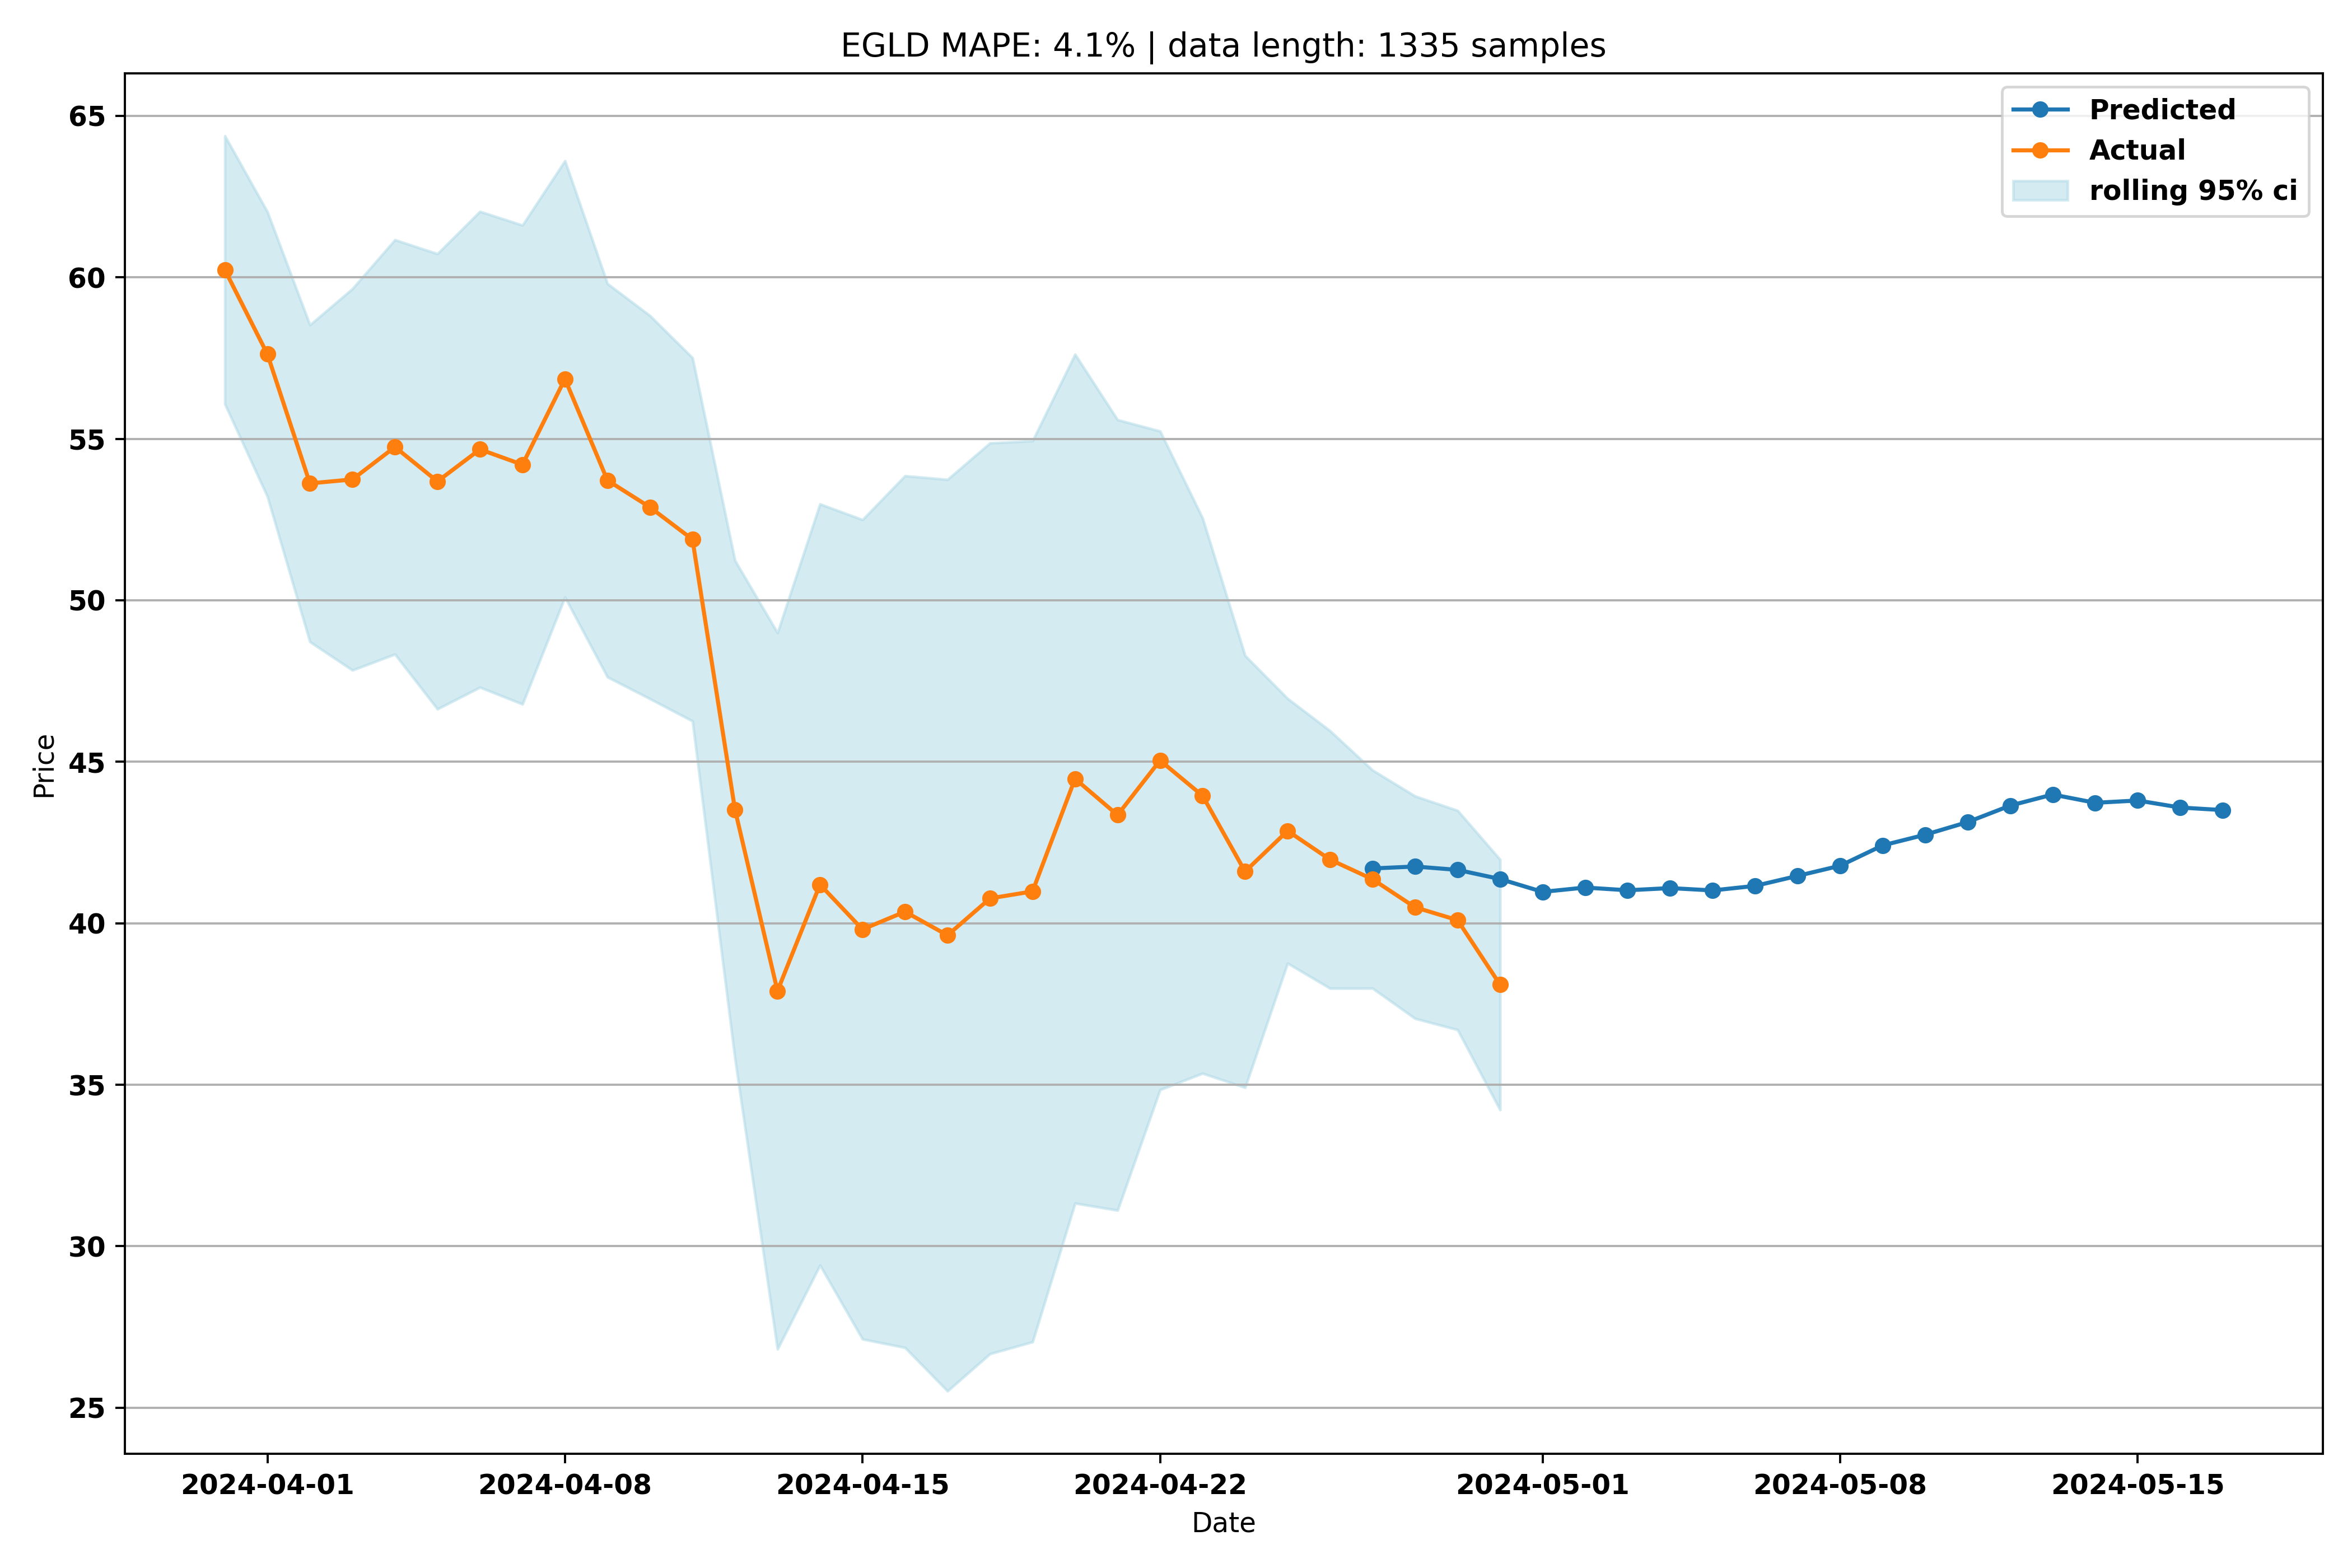 EGLD MAPE: 4.1% | data length: 1335 samples
Predicted
Actual
rolling 95% ci
65
60
55
50
45
40
35
30
25
Price
2024-04-01
2024-04-08
2024-04-15
2024-04-22
2024-05-01
2024-05-08
2024-05-15
Date